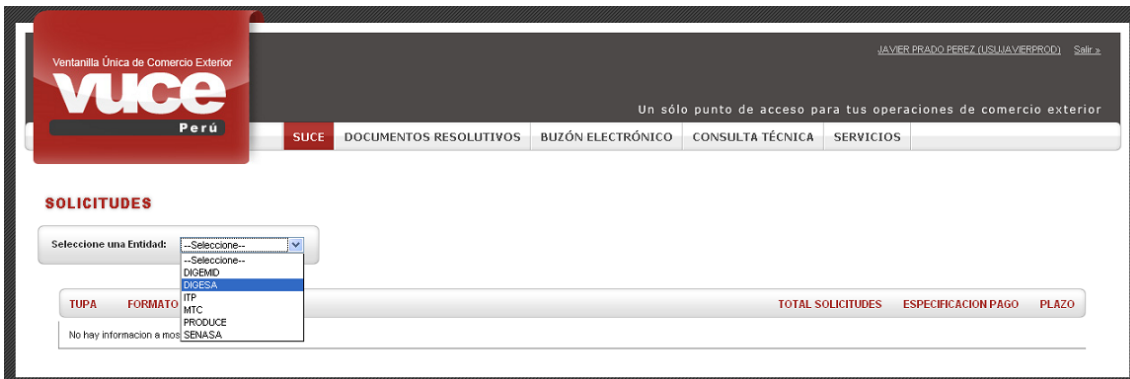 JAVIER PRADO PEREZ (USUJAVIERPROD) Salir »
Ventanilla Única de Comercio Exterior
vuce
Perú
Un sólo punto de acceso para tus operaciones de comercio exterior
SUCE DOCUMENTOS RESOLUTIVOS BUZÓN ELECTRÓNICO CONSULTA TÉCNICA SERVICIOS
SOLICITUDES
Seleccione una Entidad: --Seleccione--
--Seleccione--
DIGEMID
DIGESA
ITP
MTC
PRODUCE
SENASA
TUPA FORMATO TOTAL SOLICITUDES ESPECIFICACION PAGO PLAZO
No hay informacion a mos